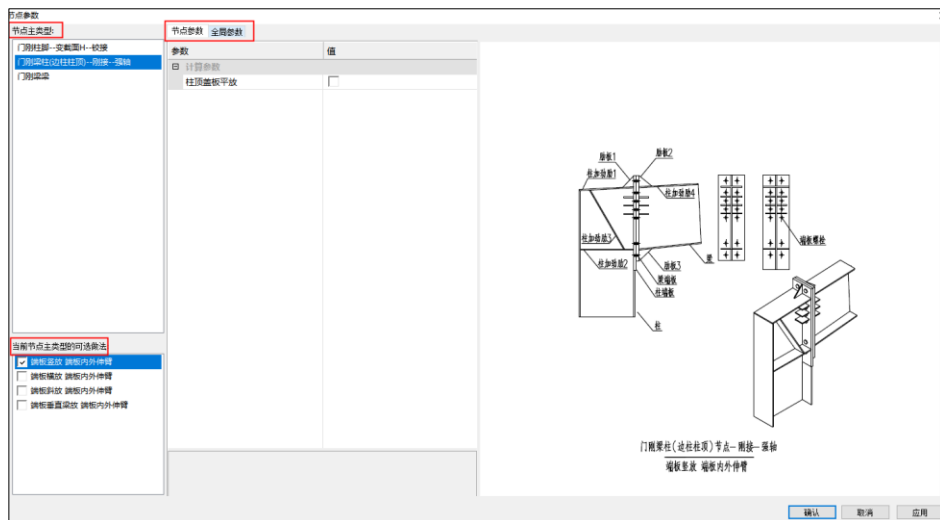 节点参数
节点主类型:
门刚柱脚--变截面H--铰接
门刚梁柱(边柱柱顶)--刚接--强轴
门刚梁梁
节点参数 全局参数
参数 值
计算参数
柱顶盖板平放
当前节点主类型的可选做法
端板竖放 端板内外伸臂
端板横放 端板内外伸臂
端板斜放 端板内外伸臂
端板垂直梁放 端板内外伸臂
肋板1
肋板2
柱加劲肋1
柱加劲肋4
柱加劲肋3
柱加劲肋2
肋板3
梁
梁端板
柱端板
柱
端板螺栓
门刚梁柱(边柱柱顶)节点--刚接--强轴
端板竖放 端板内外伸臂
确认 取消 应用